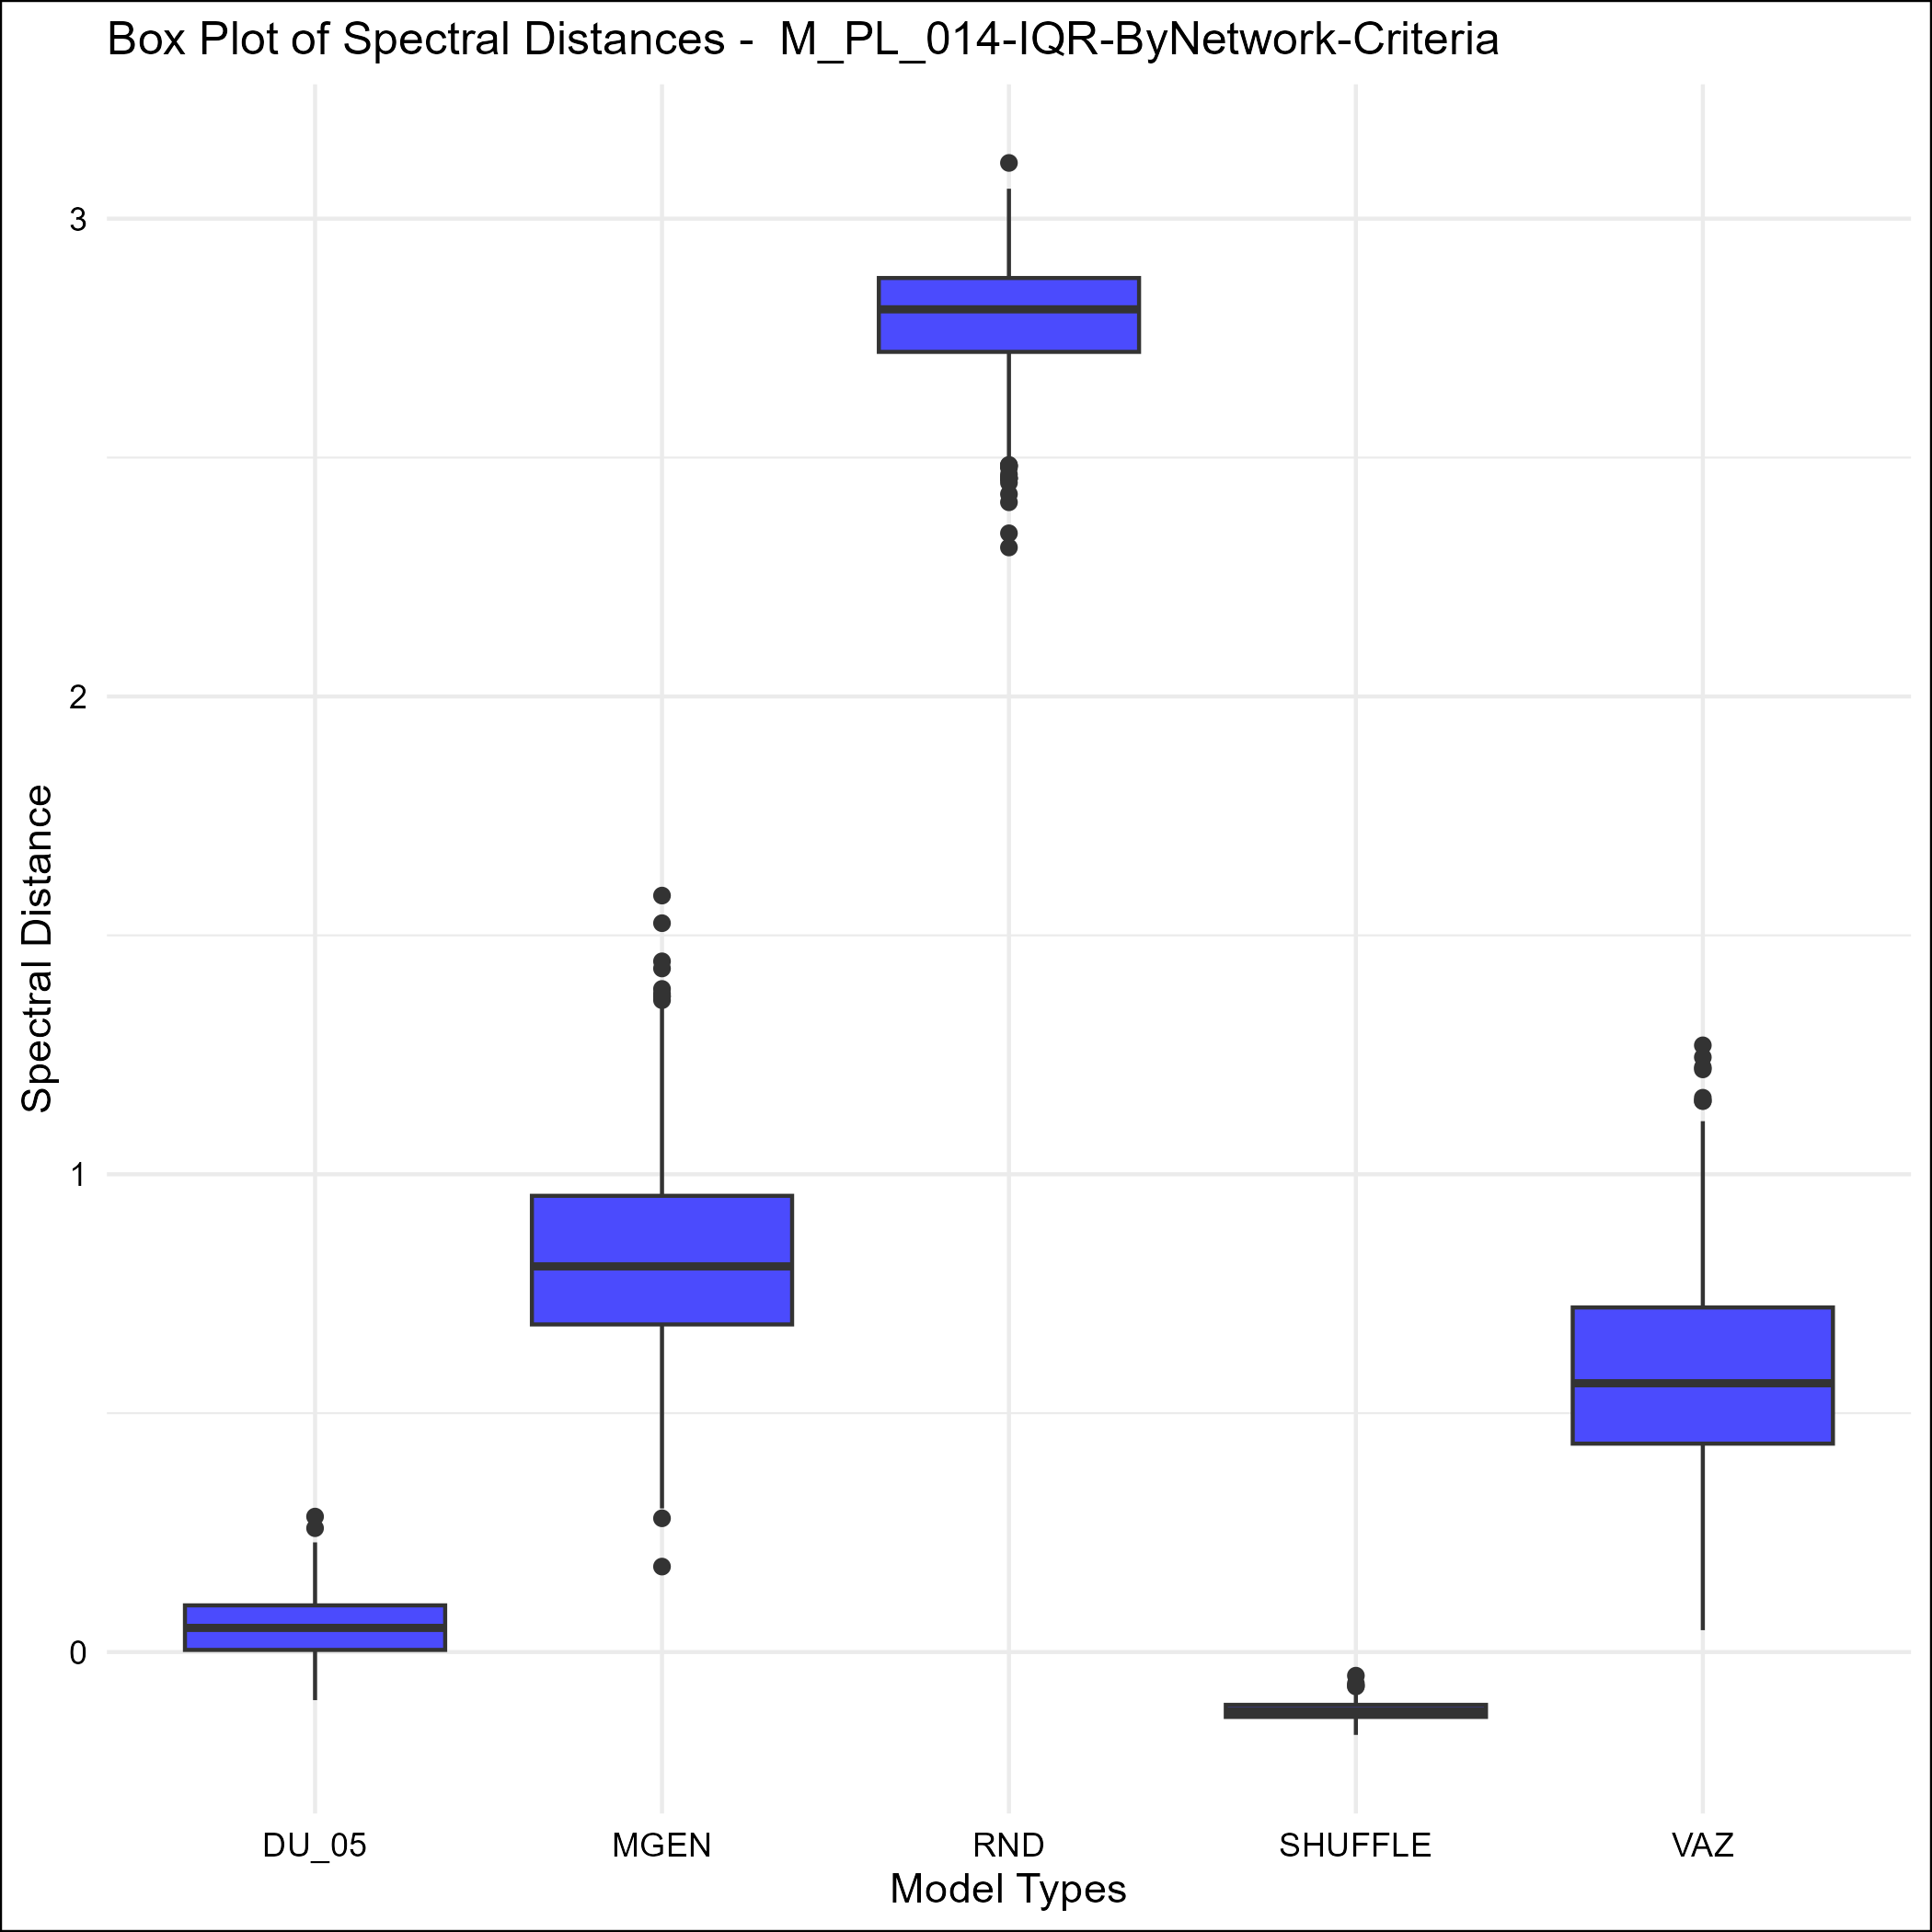 Box Plot of Spectral Distances - M_PL_014-IQR-ByNetwork-Criteria
3
2
1
0
Spectral Distance
DU_05 MGEN RND SHUFFLE VAZ
Model Types